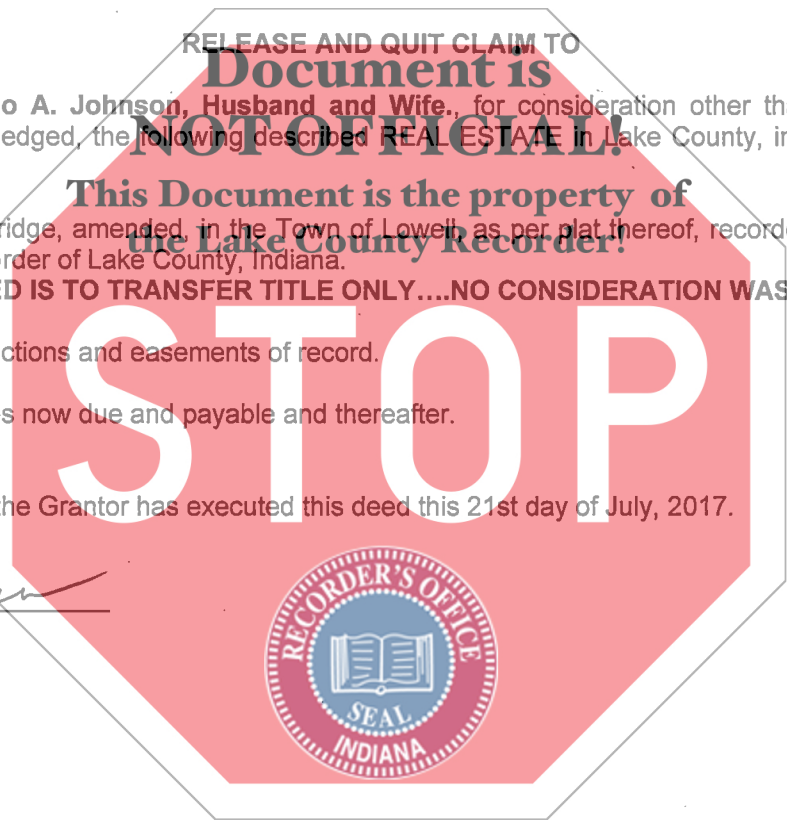 RELEASE AND QUIT CLAIM TO
Document is
o A. Johnson, Husband and Wife., for consideration other th
edged, the following described REAL ESTATE in Lake County, in
NOT OFFICIAL!
This Document is the property of
ridge, amended, in the Town of Lowell, as per plat thereof, record
the Lake County Recorder!
rder of Lake County, Indiana.
D IS TO TRANSFER TITLE ONLY....NO CONSIDERATION WAS
STOP
ctions and easements of record.
s now due and payable and thereafter.
the Grantor has executed this deed this 21st day of July, 2017.
RECORDER'S OFFICE
SEAL
INDIANA